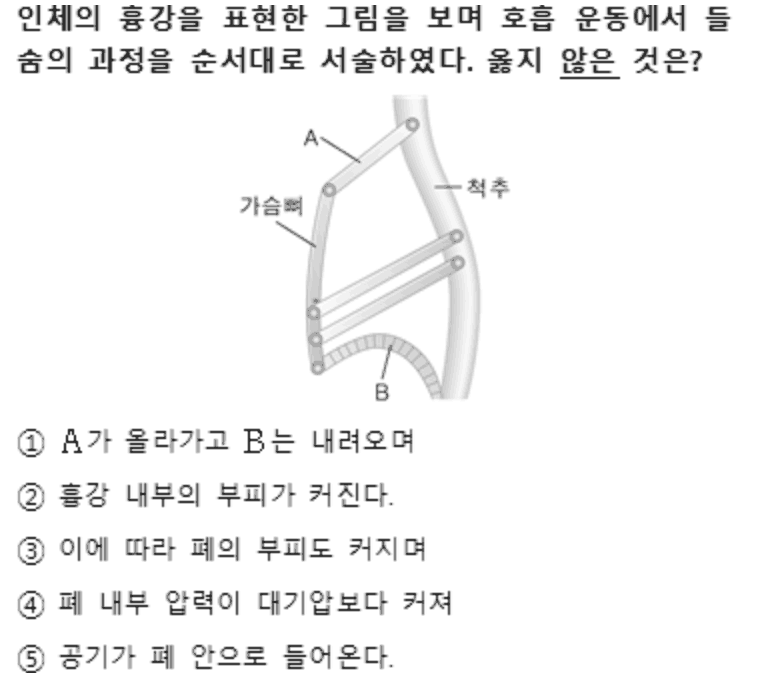 인체의 흉강을 표현한 그림을 보며 호흡 운동에서 들
숨의 과정을 순서대로 서술하였다. 옳지 않은 것은?
A
척추
가슴뼈
B
① A가 올라가고 B는 내려오며
② 흉강 내부의 부피가 커진다.
③ 이에 따라 폐의 부피도 커지며
④ 폐 내부 압력이 대기압보다 커져
⑤ 공기가 폐 안으로 들어온다.